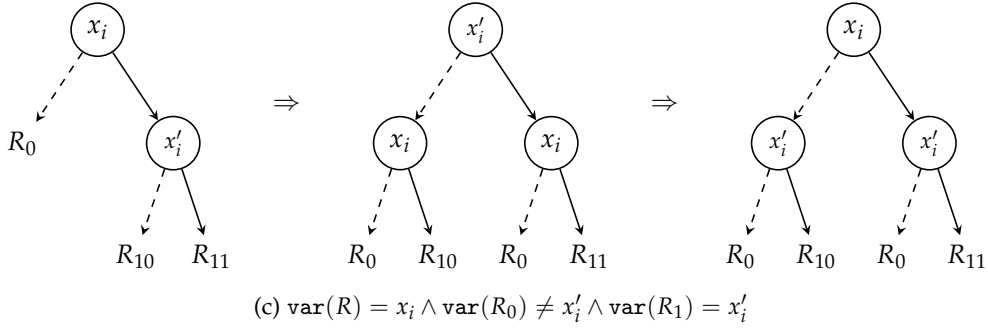 x_i x'_i x_i
⇒ ⇒
R_0 x'_i x_i x_i x'_i x'_i
R_10 R_11 R_0 R_10 R_0 R_11 R_0 R_10 R_0 R_11
(c) var(R) = x_i ∧ var(R_0) ≠ x'_i ∧ var(R_1) = x'_i